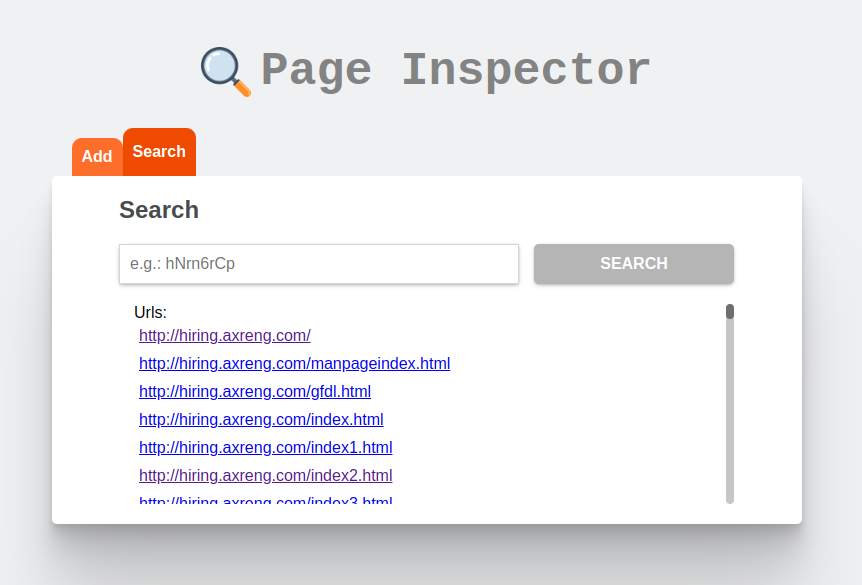 Page Inspector
Add
Search
Search
e.g.: hNrn6rCp
SEARCH
Urls:
http://hiring.axreng.com/
http://hiring.axreng.com/manpageindex.html
http://hiring.axreng.com/gfdl.html
http://hiring.axreng.com/index.html
http://hiring.axreng.com/index1.html
http://hiring.axreng.com/index2.html
http://hiring.axreng.com/index3.html